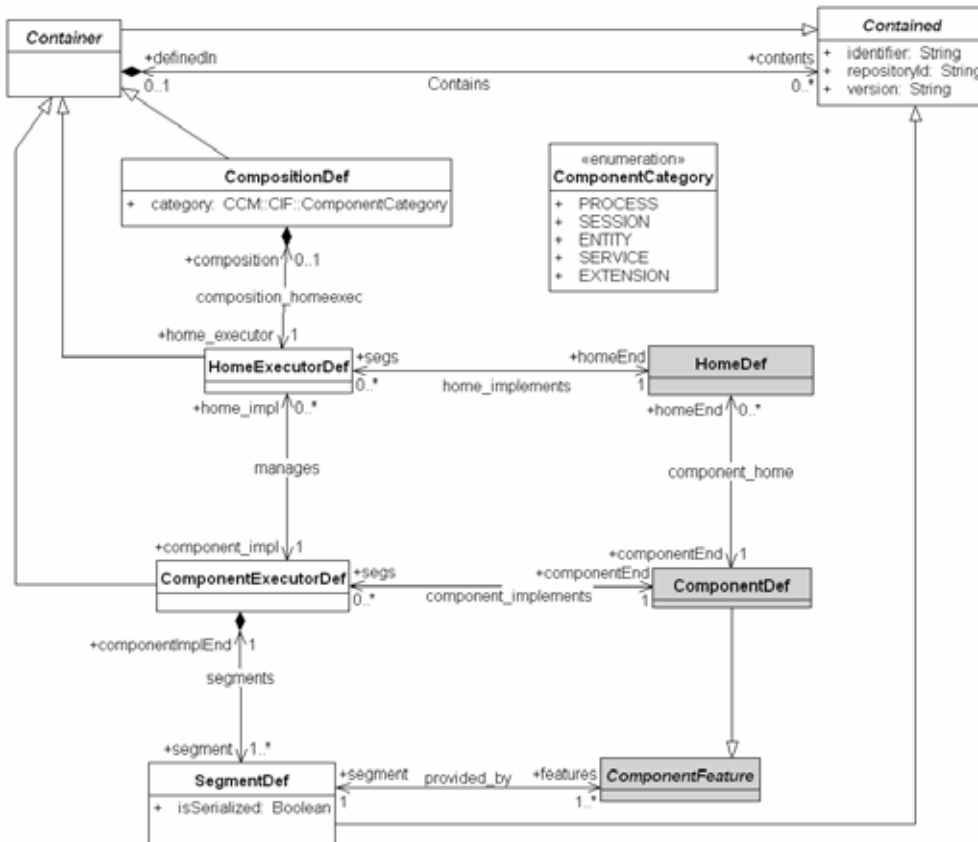 Container
Contained
+ identifier: String
+ repositoryId: String
+ version: String
+definedIn
+contents
0..1
Contains
0..*
CompositionDef
+ category: CCM::CIF::ComponentCategory
«enumeration»
ComponentCategory
+ PROCESS
+ SESSION
+ ENTITY
+ SERVICE
+ EXTENSION
+composition
0..1
composition_homeexec
+home_executor
1
HomeExecutorDef
+segs
0..*
home_implements
+homeEnd
1
HomeDef
+home_impl
0..*
+homeEnd
0..*
manages
component_home
+component_impl
1
+componentEnd
1
ComponentExecutorDef
+segs
0..*
component_implements
+componentEnd
1
ComponentDef
+componentImplEnd
1
segments
+segment
1..*
SegmentDef
+ isSerialized: Boolean
+segment
1
provided_by
+features
1..*
ComponentFeature